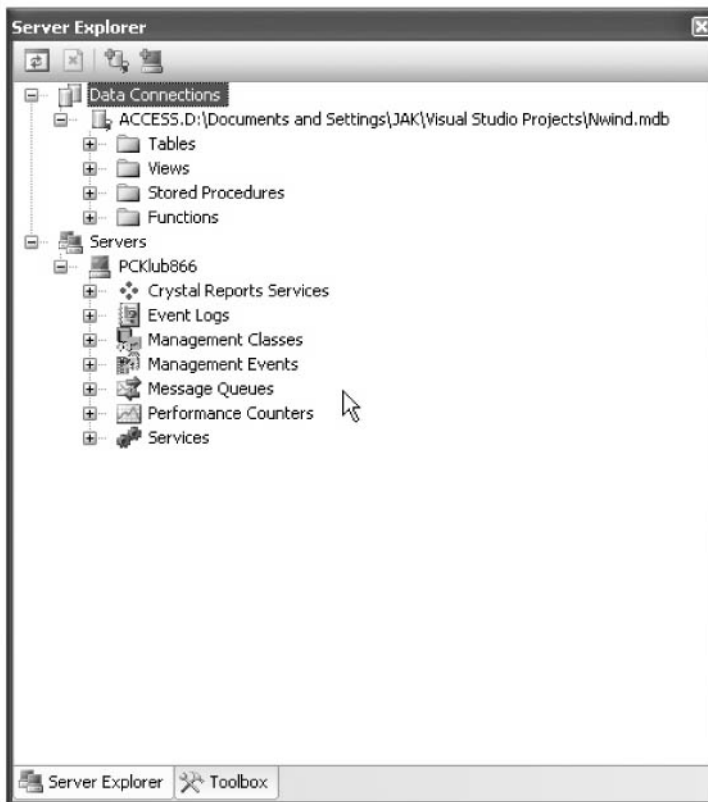 Server Explorer
Data Connections
ACCESS.D:\Documents and Settings\JAK\Visual Studio Projects\Nwind.mdb
Tables
Views
Stored Procedures
Functions
Servers
PCKlub866
Crystal Reports Services
Event Logs
Management Classes
Management Events
Message Queues
Performance Counters
Services
Server Explorer
Toolbox